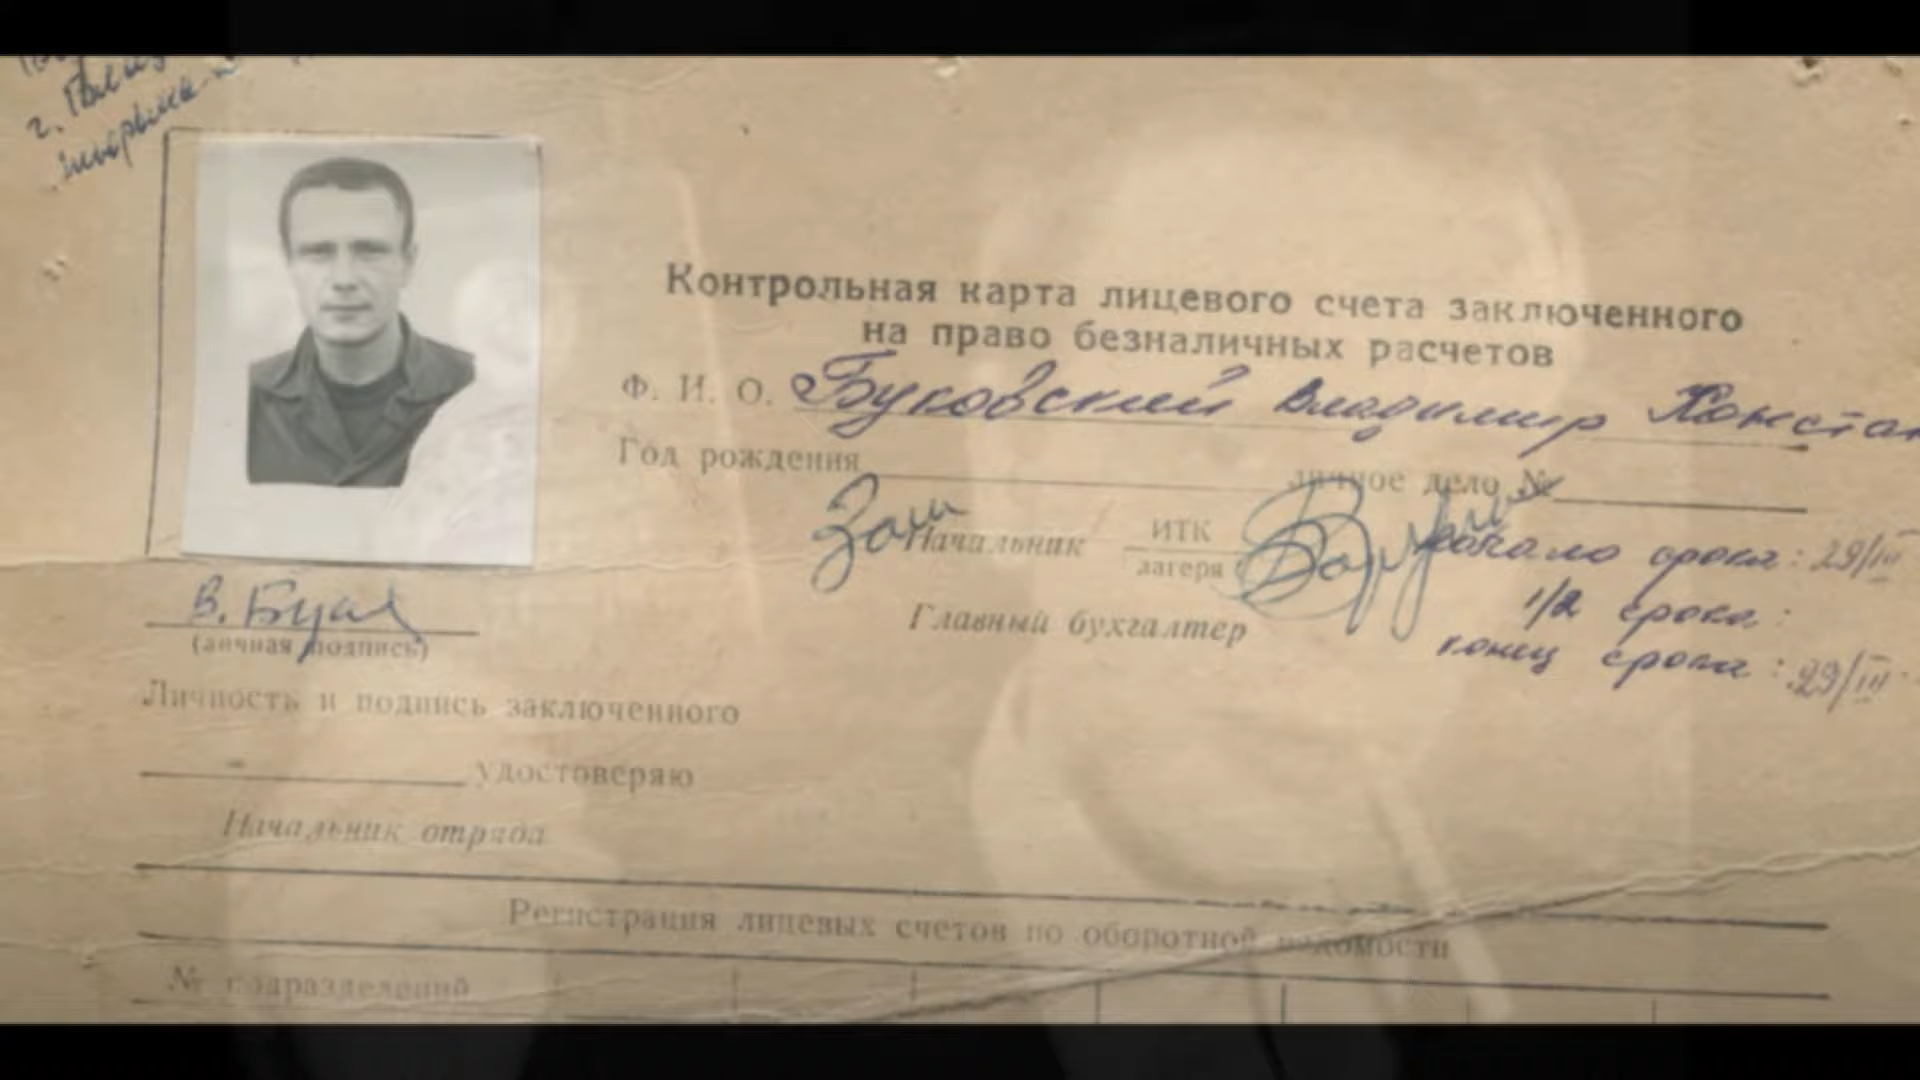 Контрольная карта лицевого счета заключенного
на право безналичных расчетов
Ф. И. О. Буковский Владимир Констан
Год рождения личное дело №
Зам Начальник ИТК
лагеря
Главный бухгалтер
начало срока: 29/III
1/2 срока:
конец срока: 29/III
В. Бук
(личная подпись)
Личность и подпись заключенного
удостоверяю
Начальник отряда
Регистрация лицевых счетов по оборотной ведомости
№ подразделений